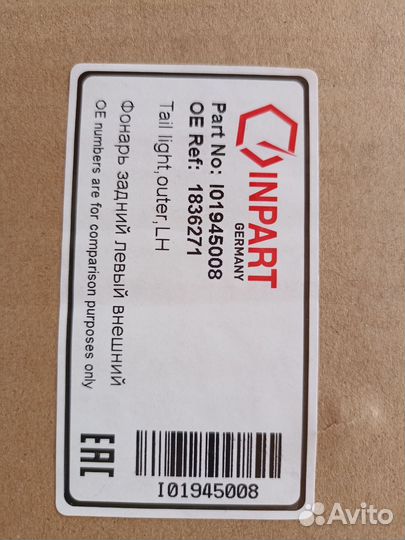 INPART
GERMANY
Part No: I01945008
OE Ref: 1836271
Tail light,outer,LH
Фонарь задний левый внешний
OE numbers are for comparison purposes only
EAC
I01945008
Avito